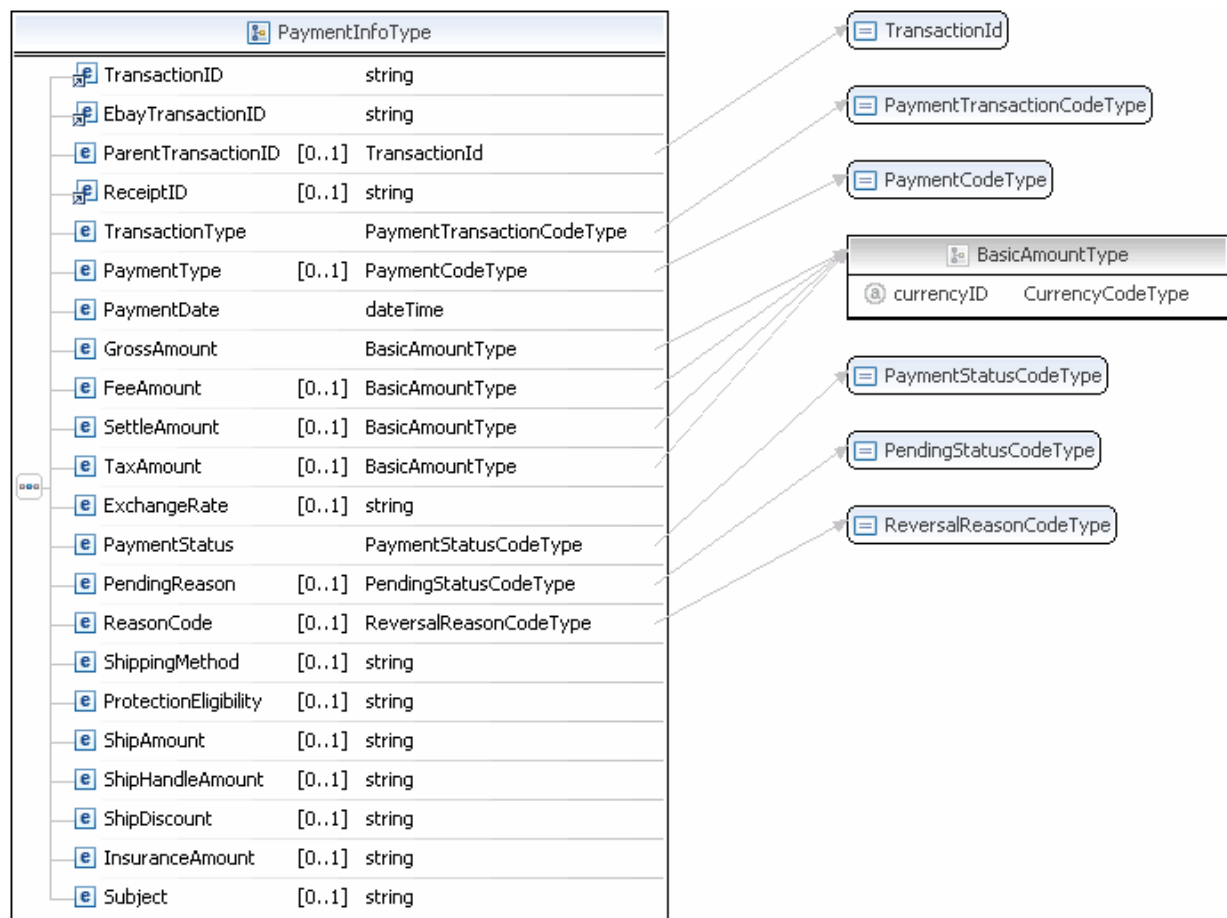 PaymentInfoType
TransactionID string
EbayTransactionID string
ParentTransactionID [0..1] TransactionId
ReceiptID [0..1] string
TransactionType PaymentTransactionCodeType
PaymentType [0..1] PaymentCodeType
PaymentDate dateTime
GrossAmount BasicAmountType
FeeAmount [0..1] BasicAmountType
SettleAmount [0..1] BasicAmountType
TaxAmount [0..1] BasicAmountType
ExchangeRate [0..1] string
PaymentStatus PaymentStatusCodeType
PendingReason [0..1] PendingStatusCodeType
ReasonCode [0..1] ReversalReasonCodeType
ShippingMethod [0..1] string
ProtectionEligibility [0..1] string
ShipAmount [0..1] string
ShipHandleAmount [0..1] string
ShipDiscount [0..1] string
InsuranceAmount [0..1] string
Subject [0..1] string
TransactionId
PaymentTransactionCodeType
PaymentCodeType
BasicAmountType
currencyID CurrencyCodeType
PaymentStatusCodeType
PendingStatusCodeType
ReversalReasonCodeType